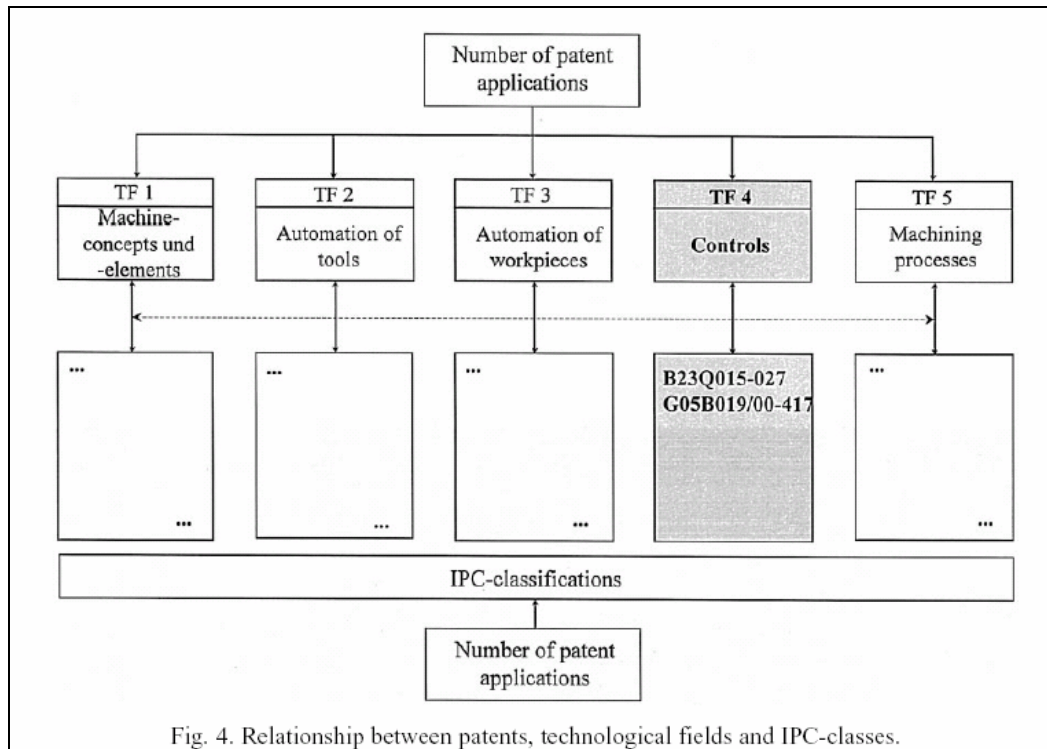 Number of patent
applications
TF 1
TF 2
TF 3
TF 4
TF 5
Machine-
concepts und
-elements
Automation of
tools
Automation of
workpieces
Controls
Machining
processes
...
...
...
B23Q015-027
G05B019/00-417
...
...
...
...
...
IPC-classifications
Number of patent
applications
Fig. 4. Relationship between patents, technological fields and IPC-classes.